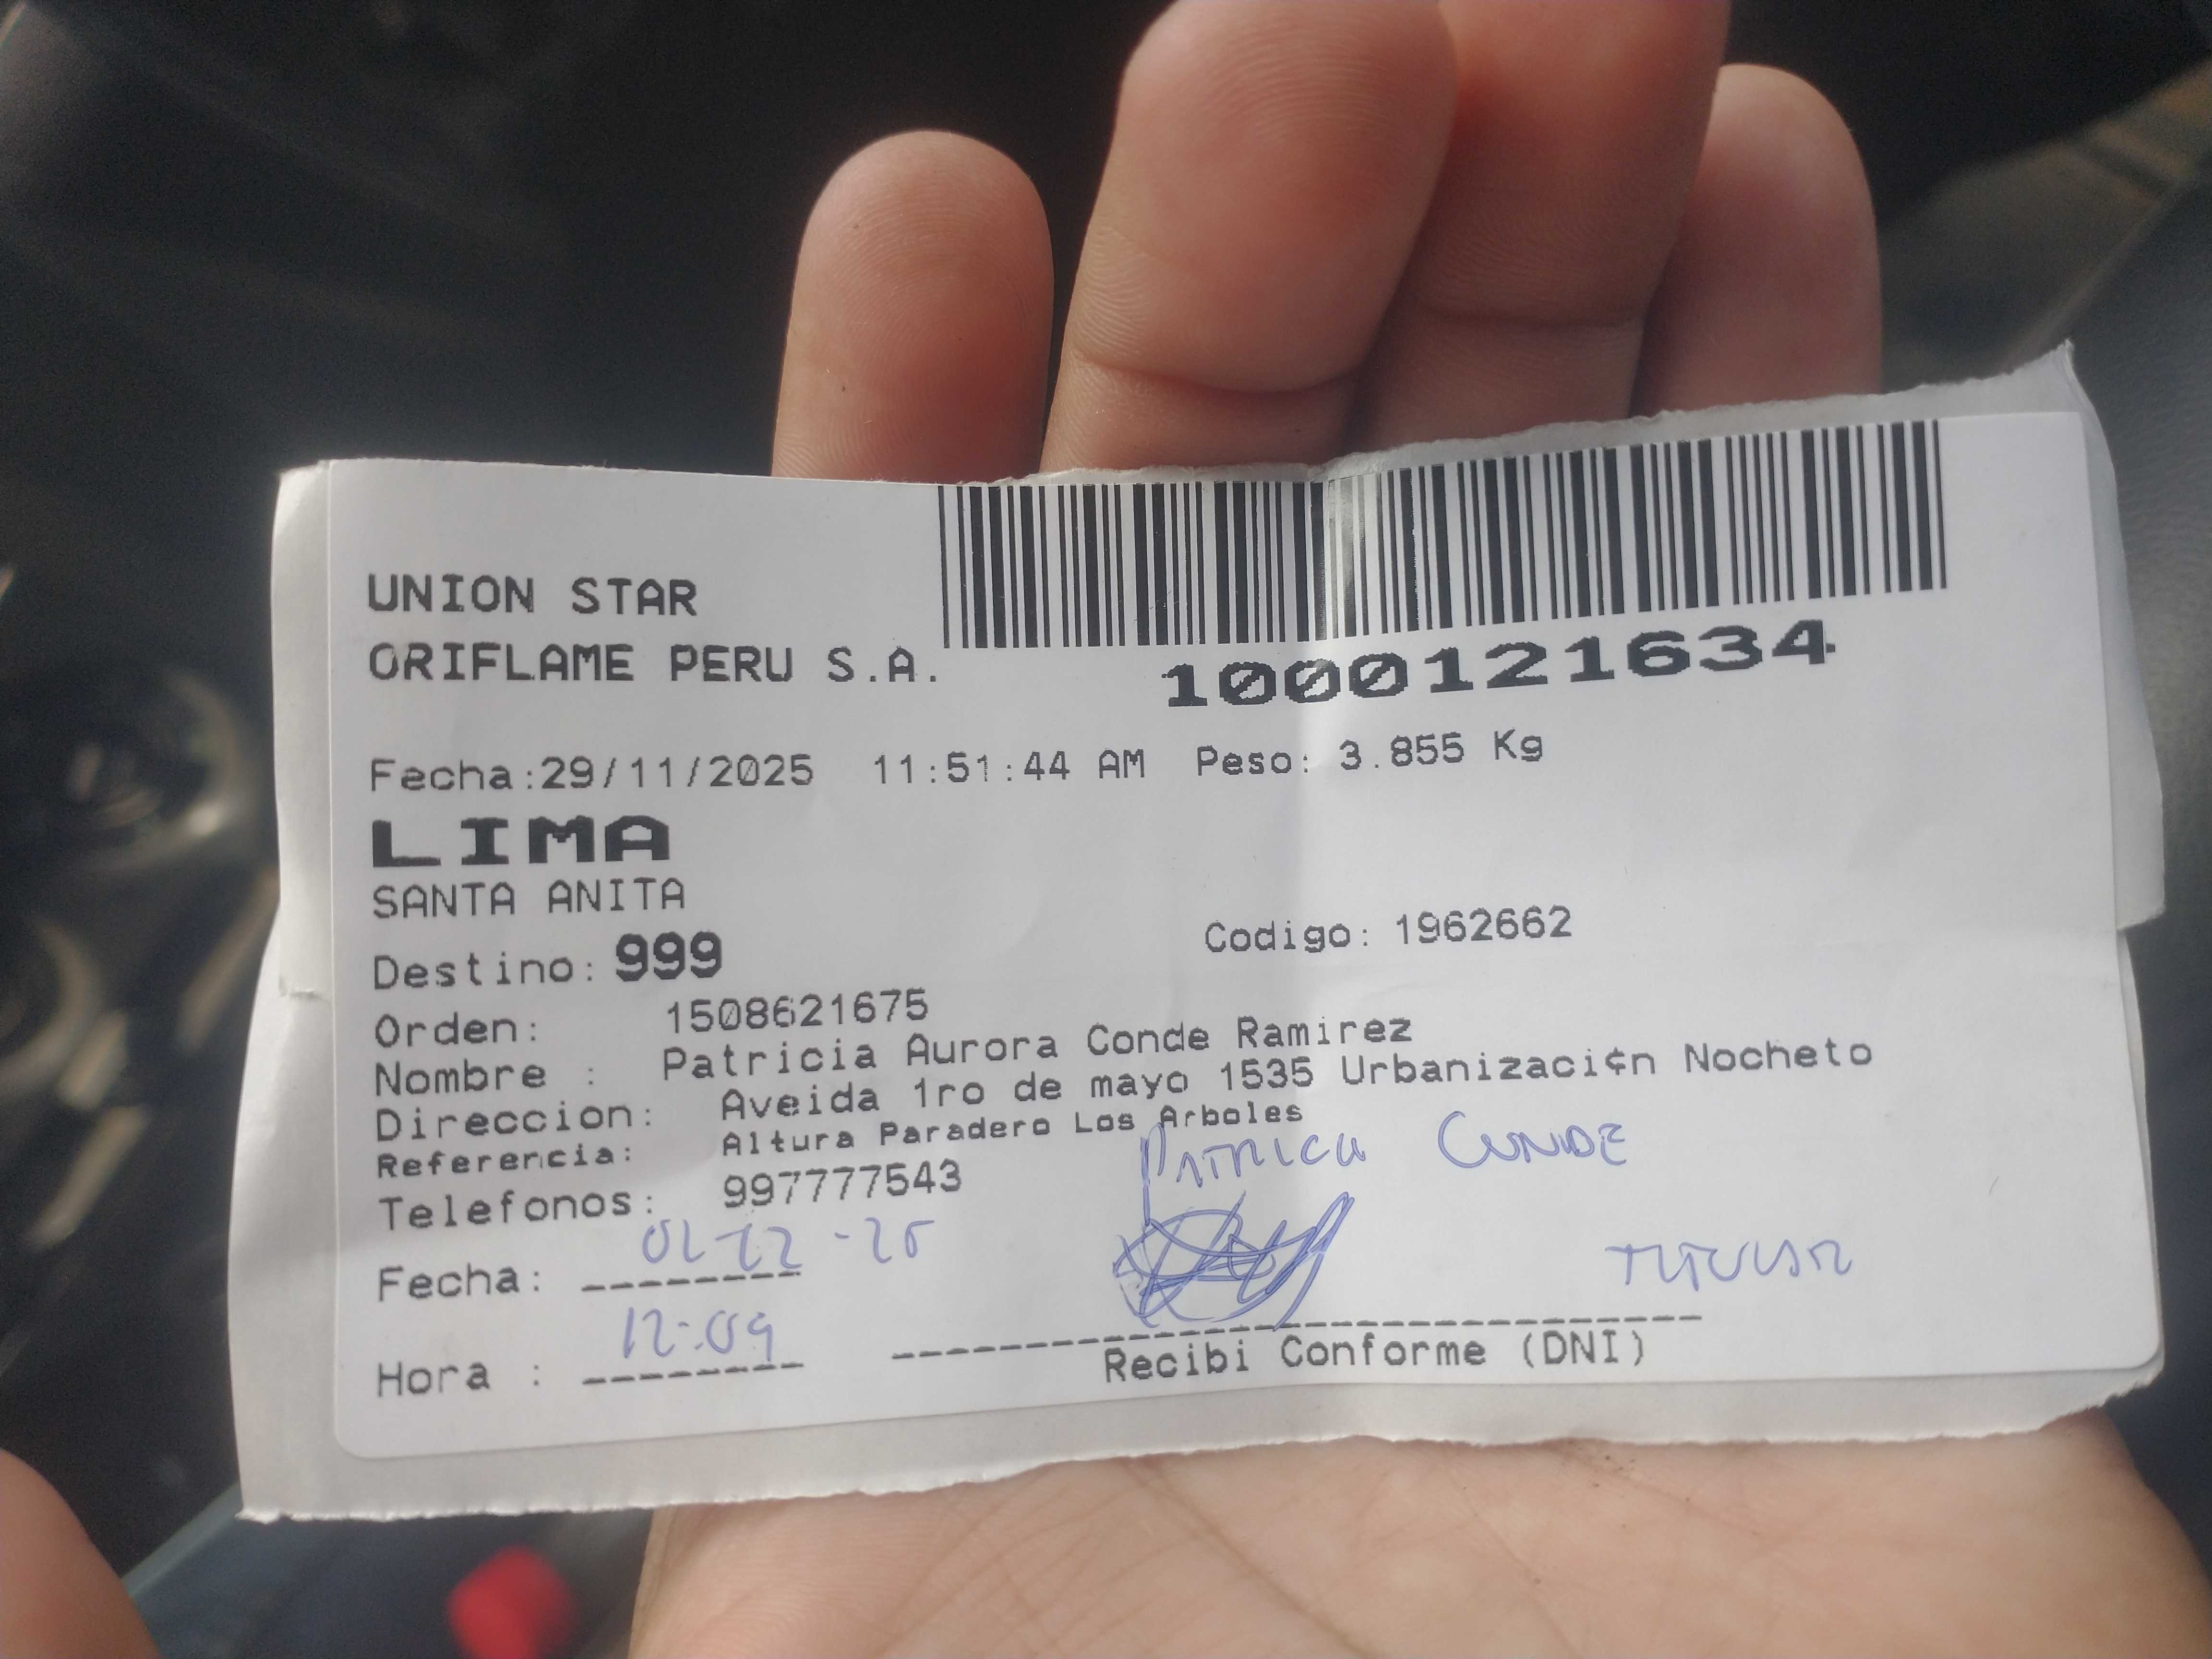 UNION STAR
ORIFLAME PERU S.A.
1000121634
Fecha:29/11/2025 11:51:44 AM Peso: 3.855 Kg
LIMA
SANTA ANITA
Destino: 999 Codigo: 1962662
Orden: 1508621675
Nombre : Patricia Aurora Conde Ramirez
Direccion: Aveida 1ro de mayo 1535 Urbanizaci¢n Nocheto
Referencia: Altura Paradero Los Arboles
Telefonos: 997777543
PATRICIA CONDE
Fecha: 02-12-25 TITULAR
Hora : 12:09
Recibi Conforme (DNI)